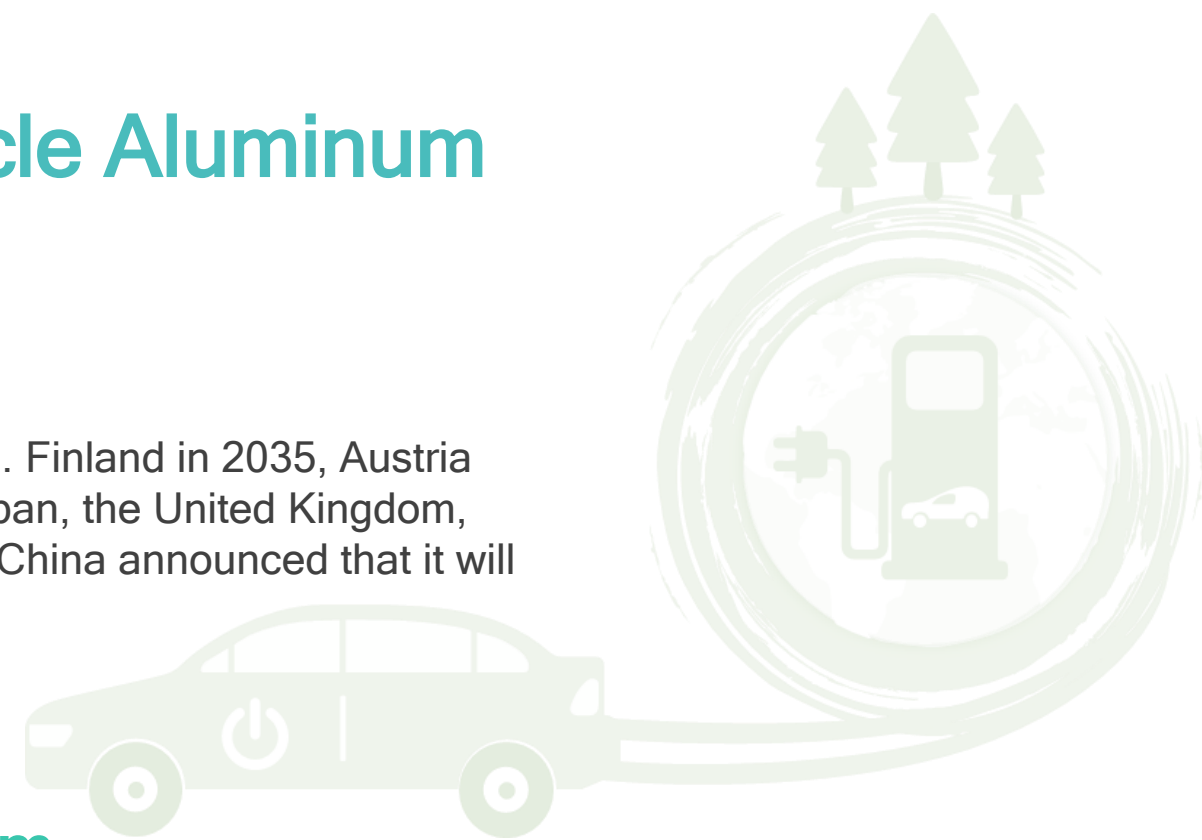 cle Aluminum
. Finland in 2035, Austria
pan, the United Kingdom,
China announced that it will